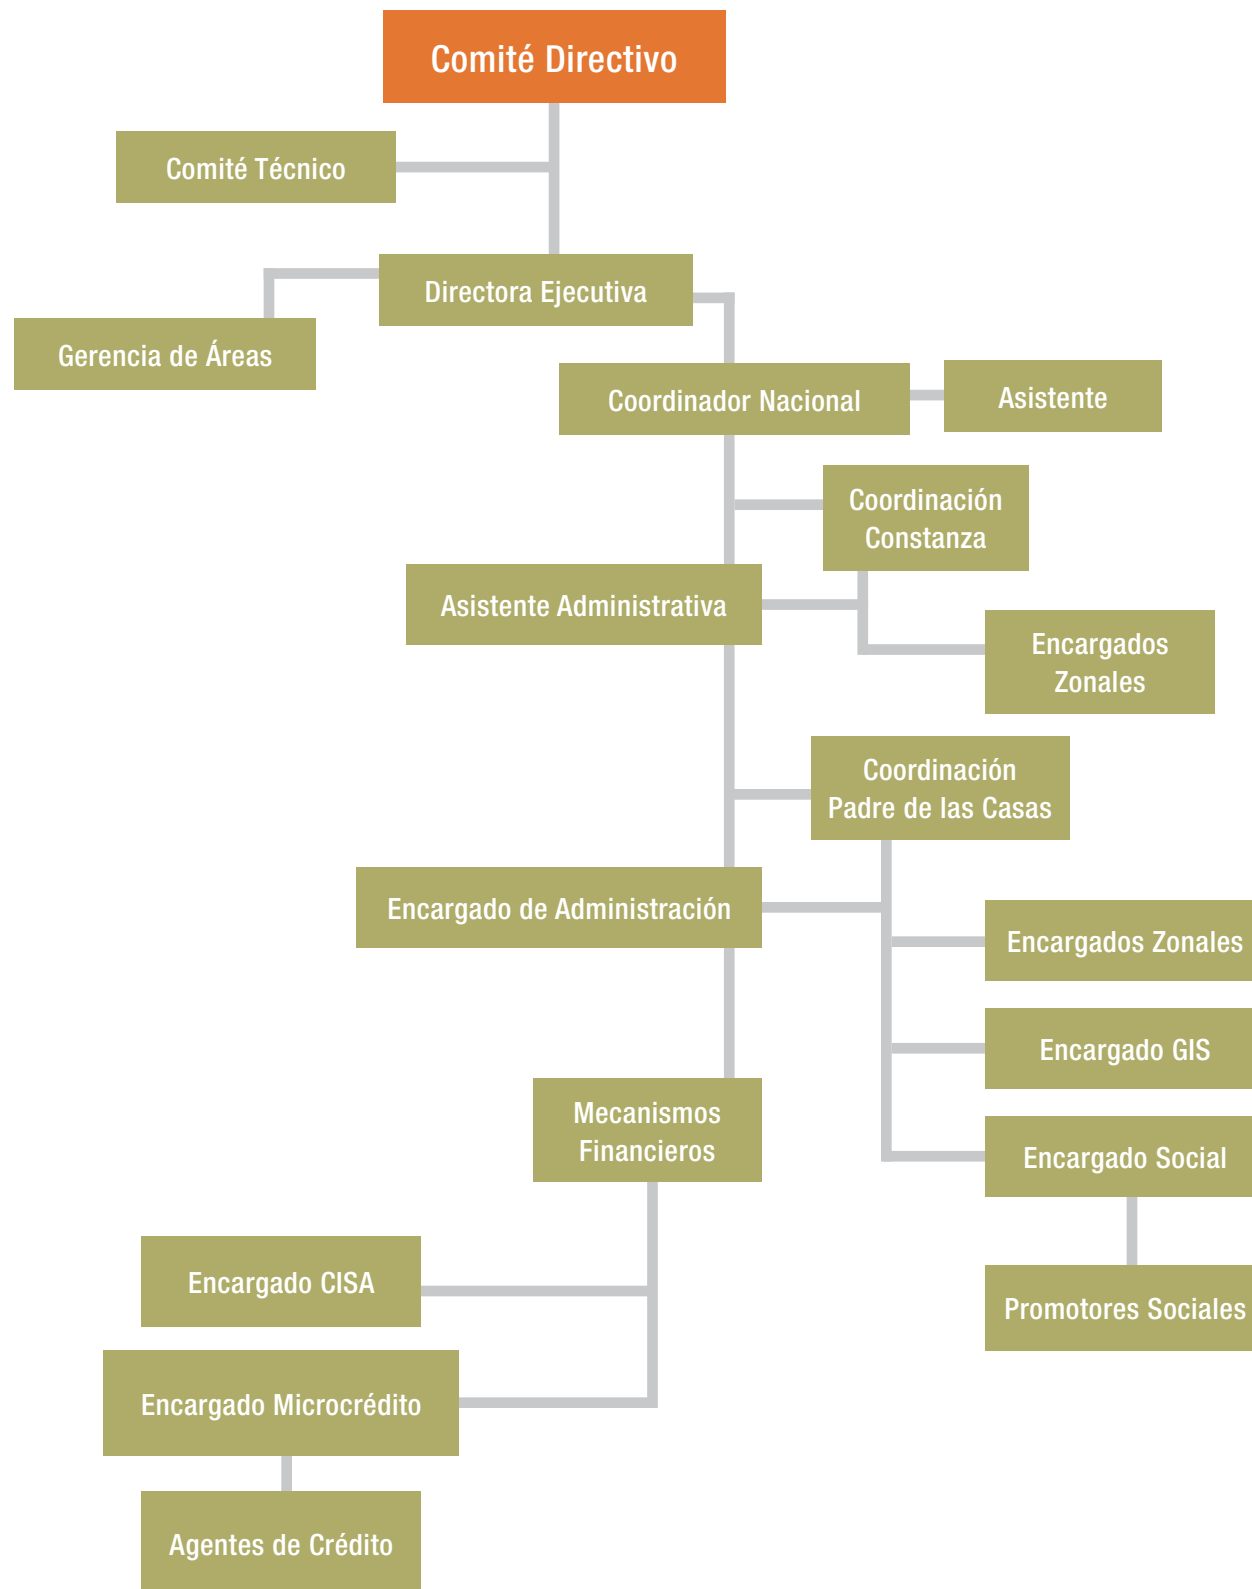 Comité Directivo
Comité Técnico
Directora Ejecutiva
Gerencia de Áreas
Coordinador Nacional
Asistente
Coordinación
Constanza
Asistente Administrativa
Encargados
Zonales
Coordinación
Padre de las Casas
Encargado de Administración
Encargados Zonales
Encargado GIS
Mecanismos
Financieros
Encargado Social
Encargado CISA
Promotores Sociales
Encargado Microcrédito
Agentes de Crédito